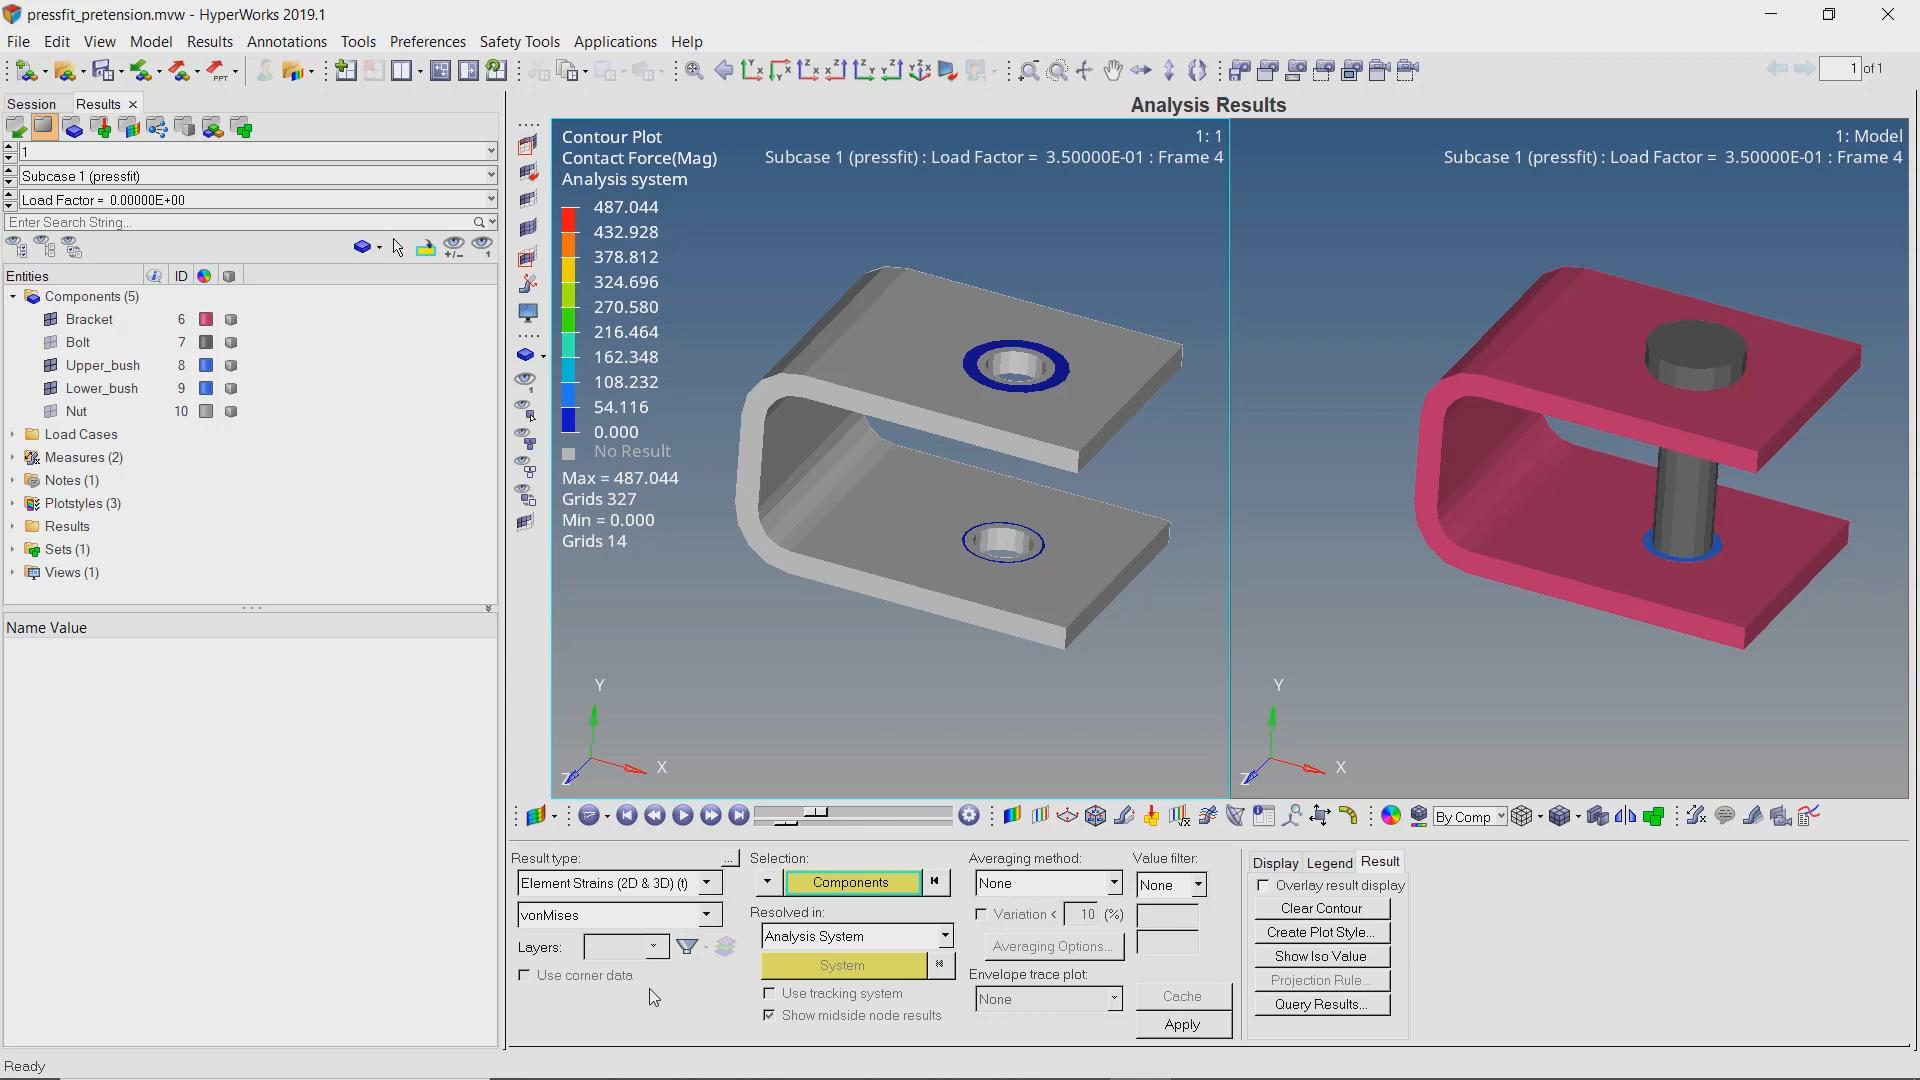 pressfit_pretension.mvw - HyperWorks 2019.1
File Edit View Model Results Annotations Tools Preferences Safety Tools Applications Help
PPT
1 of 1
Session Results
1
Subcase 1 (pressfit)
Load Factor = 0.00000E+00
Enter Search String...
Entities ID
Components (5)
Bracket 6
Bolt 7
Upper_bush 8
Lower_bush 9
Nut 10
Load Cases
Measures (2)
Notes (1)
Plotstyles (3)
Results
Sets (1)
Views (1)
Name Value
Ready
Analysis Results
Contour Plot
Contact Force(Mag)
Analysis system
1: 1
Subcase 1 (pressfit) : Load Factor = 3.50000E-01 : Frame 4
487.044
432.928
378.812
324.696
270.580
216.464
162.348
108.232
54.116
0.000
No Result
Max = 487.044
Grids 327
Min = 0.000
Grids 14
Y
X
Z
1: Model
Subcase 1 (pressfit) : Load Factor = 3.50000E-01 : Frame 4
Y
X
Z
By Comp
Result type:
...
Element Strains (2D & 3D) (t)
vonMises
Layers:
Use corner data
Selection:
Components
Resolved in:
Analysis System
System
Use tracking system
Show midside node results
Averaging method:
None
Variation < 10 (%)
Averaging Options...
Envelope trace plot:
None
Value filter:
None
Cache
Apply
Display Legend Result
Overlay result display
Clear Contour
Create Plot Style...
Show Iso Value
Projection Rule...
Query Results...